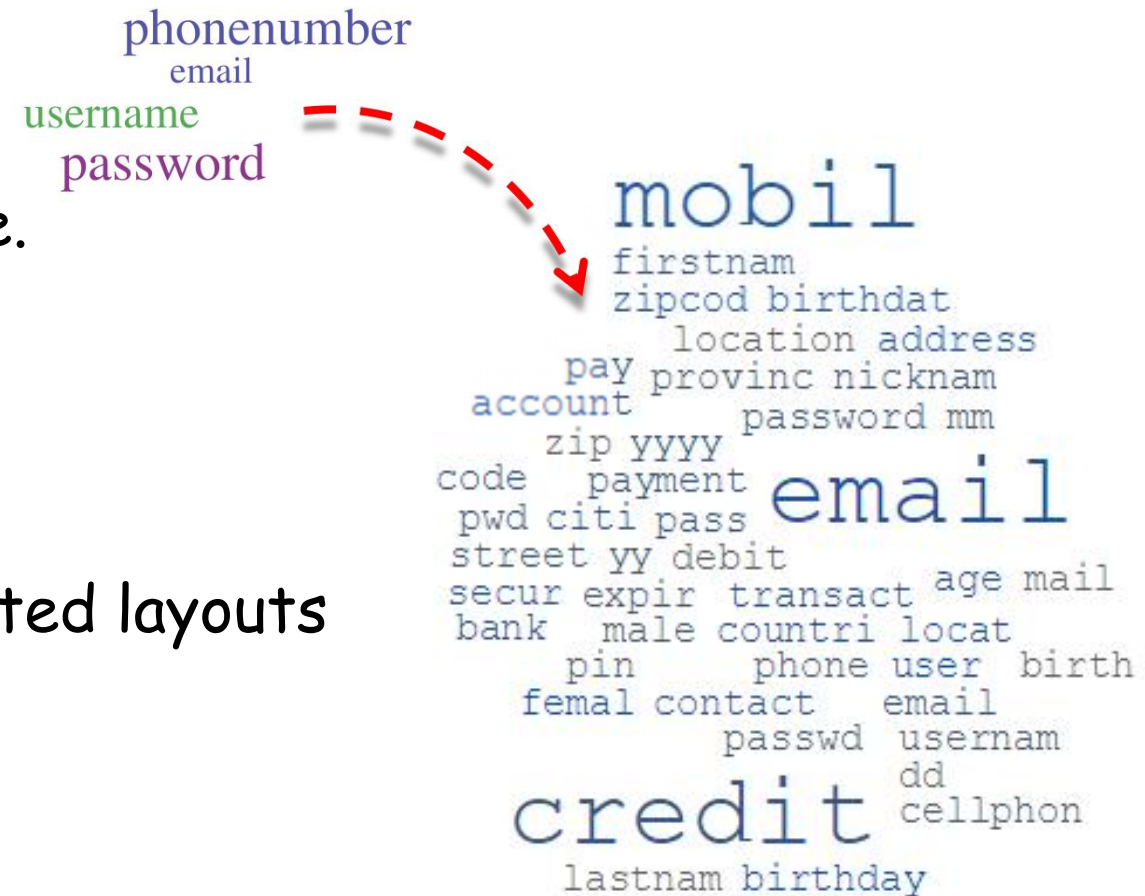 phonenumber
email
username
password
e.
mobil
firstnam
zipcod birthdat
location address
pay provinc nicknam
account password mm
zip yyyy
code payment email
pwd citi pass
street yy debit
ted layouts
secur expir transact age mail
bank male countri locat
pin phone user birth
femal contact email
passwd usernam
dd
credit cellphon
lastnam birthday